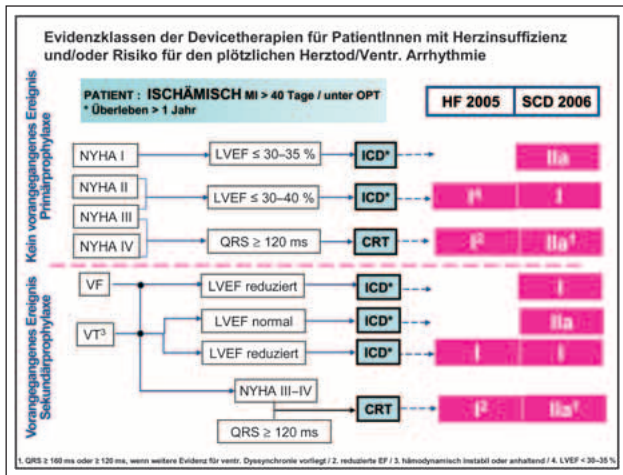 Evidenzklassen der Devicetherapien für PatientInnen mit Herzinsuffizienz
und/oder Risiko für den plötzlichen Herztod/Ventr. Arrhythmie
PATIENT : ISCHÄMISCH MI > 40 Tage / unter OPT
* Überleben > 1 Jahr
HF 2005 SCD 2006
Kein vorangegangenes Ereignis
Primärprophylaxe
NYHA I LVEF ≤ 30–35 % ICD* IIa
NYHA II
LVEF ≤ 30–40 % ICD* I⁴ I
NYHA III
NYHA IV QRS ≥ 120 ms CRT I² IIa¹
Vorangegangenes Ereignis
Sekundärprophylaxe
VF LVEF reduziert ICD* I
LVEF normal ICD* IIa
VT³
LVEF reduziert ICD* I I
NYHA III–IV
CRT I² IIa¹
QRS ≥ 120 ms
1. QRS ≥ 160 ms oder ≥ 120 ms, wenn weitere Evidenz für ventr. Dyssynchronie vorliegt / 2. reduzierte EF / 3. hämodynamisch instabil oder anhaltend / 4. LVEF < 30–35 %